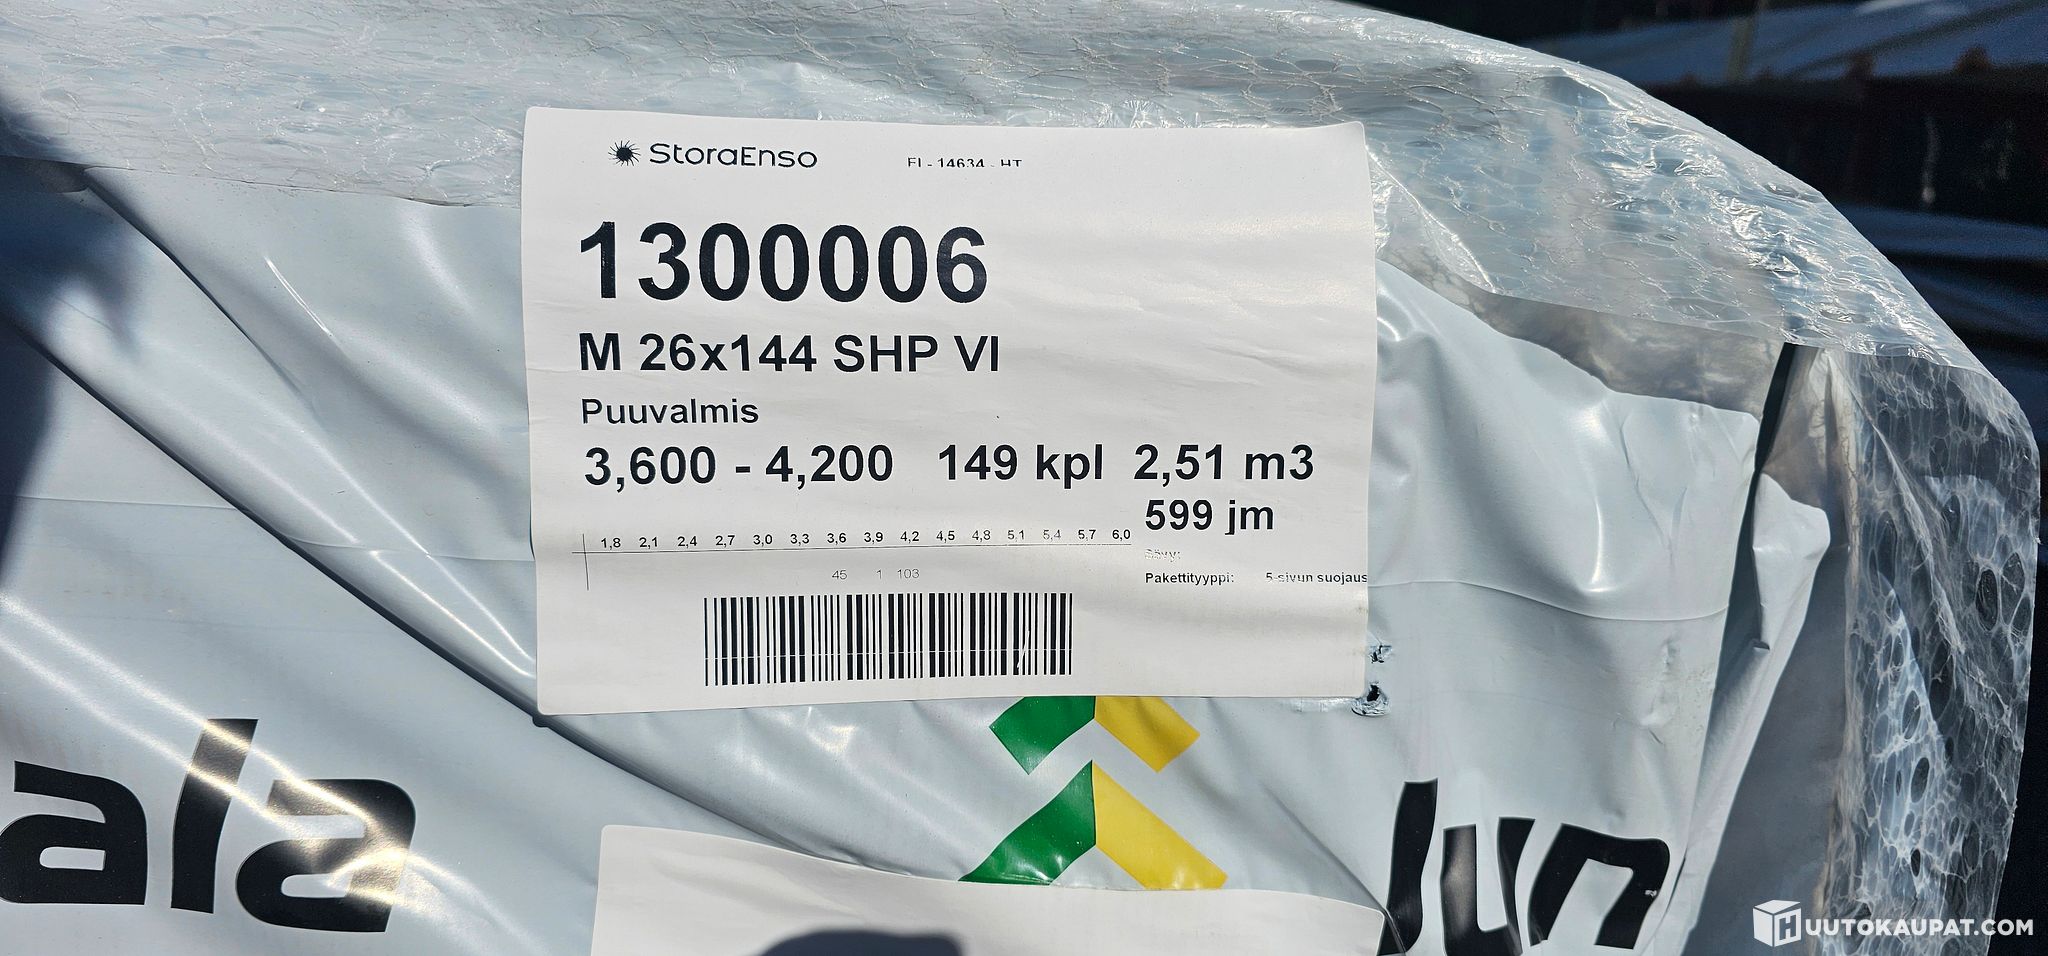 StoraEnso
FI - 14634 - HT
1300006
M 26x144 SHP VI
Puuvalmis
3,600 - 4,200 149 kpl 2,51 m3
599 jm
1,8 2,1 2,4 2,7 3,0 3,3 3,6 3,9 4,2 4,5 4,8 5,1 5,4 5,7 6,0
Sävy:
45 1 103
Pakettityyppi: 5-sivun suojaus
ala
Jun
HUUTOKAUPAT.COM